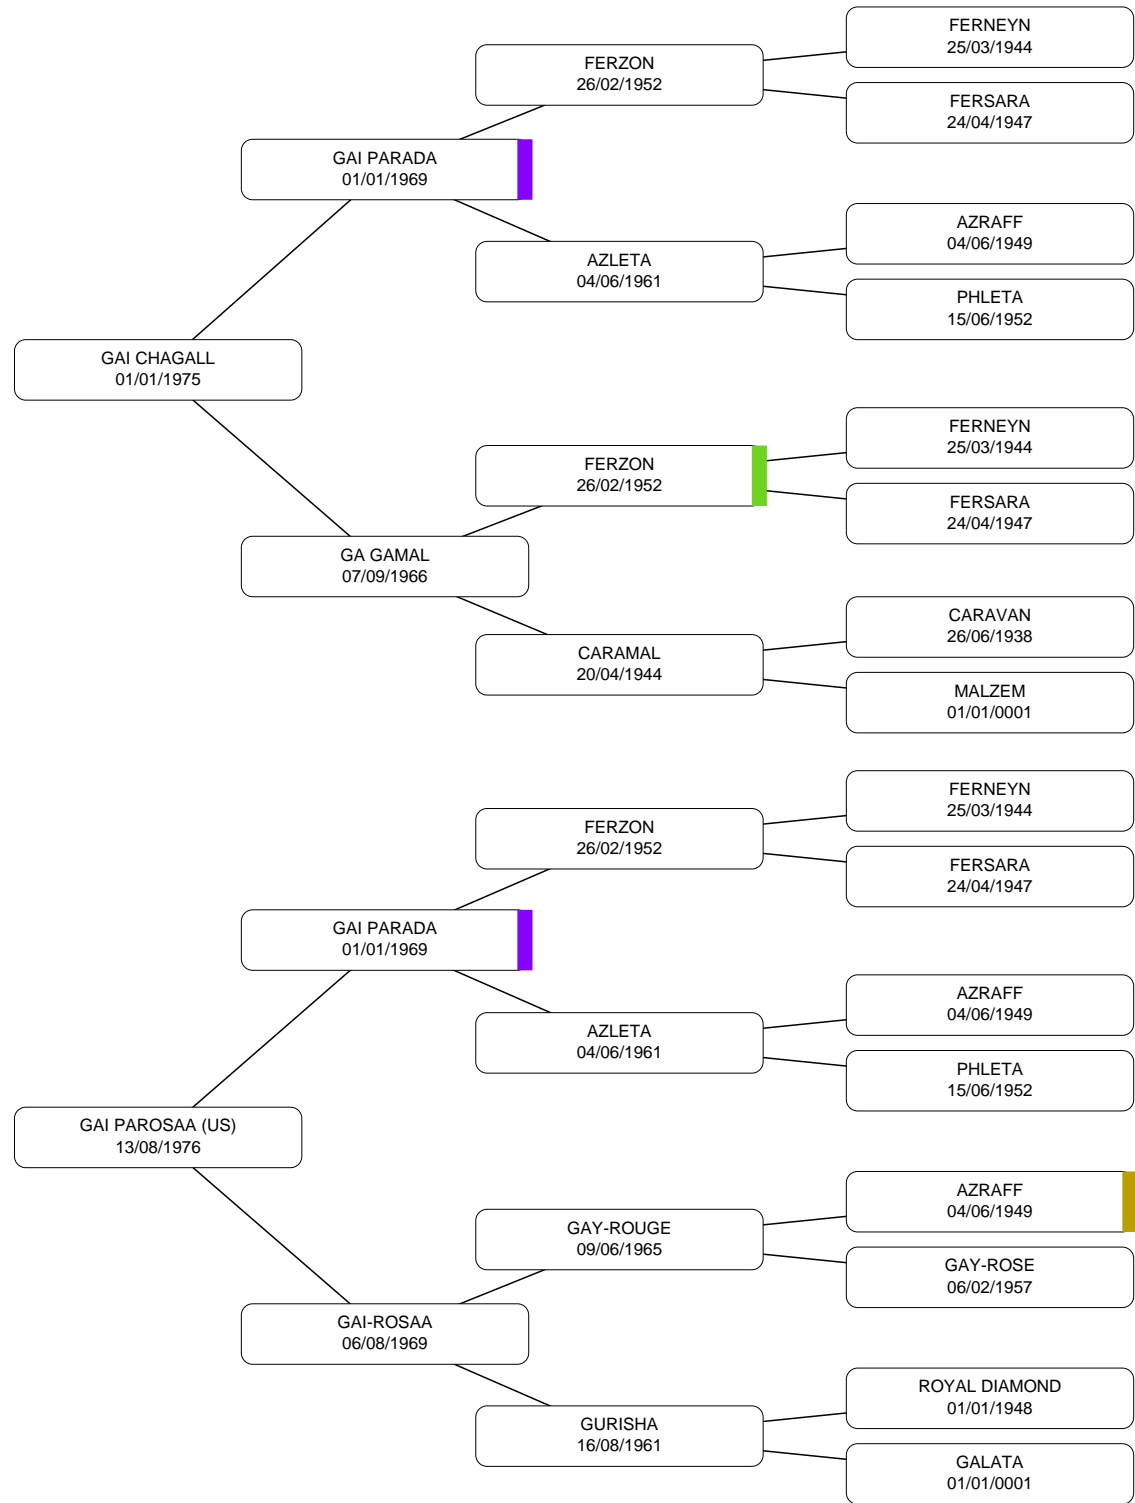 FERNEYN
25/03/1944
FERZON
26/02/1952
FERSARA
24/04/1947
GAI PARADA
01/01/1969
AZRAFF
04/06/1949
AZLETA
04/06/1961
PHLETA
15/06/1952
GAI CHAGALL
01/01/1975
FERNEYN
25/03/1944
FERZON
26/02/1952
FERSARA
24/04/1947
GA GAMAL
07/09/1966
CARAVAN
26/06/1938
CARAMAL
20/04/1944
MALZEM
01/01/0001
FERNEYN
25/03/1944
FERZON
26/02/1952
FERSARA
24/04/1947
GAI PARADA
01/01/1969
AZRAFF
04/06/1949
AZLETA
04/06/1961
PHLETA
15/06/1952
GAI PAROSAA (US)
13/08/1976
AZRAFF
04/06/1949
GAY-ROUGE
09/06/1965
GAY-ROSE
06/02/1957
GAI-ROSAA
06/08/1969
ROYAL DIAMOND
01/01/1948
GURISHA
16/08/1961
GALATA
01/01/0001